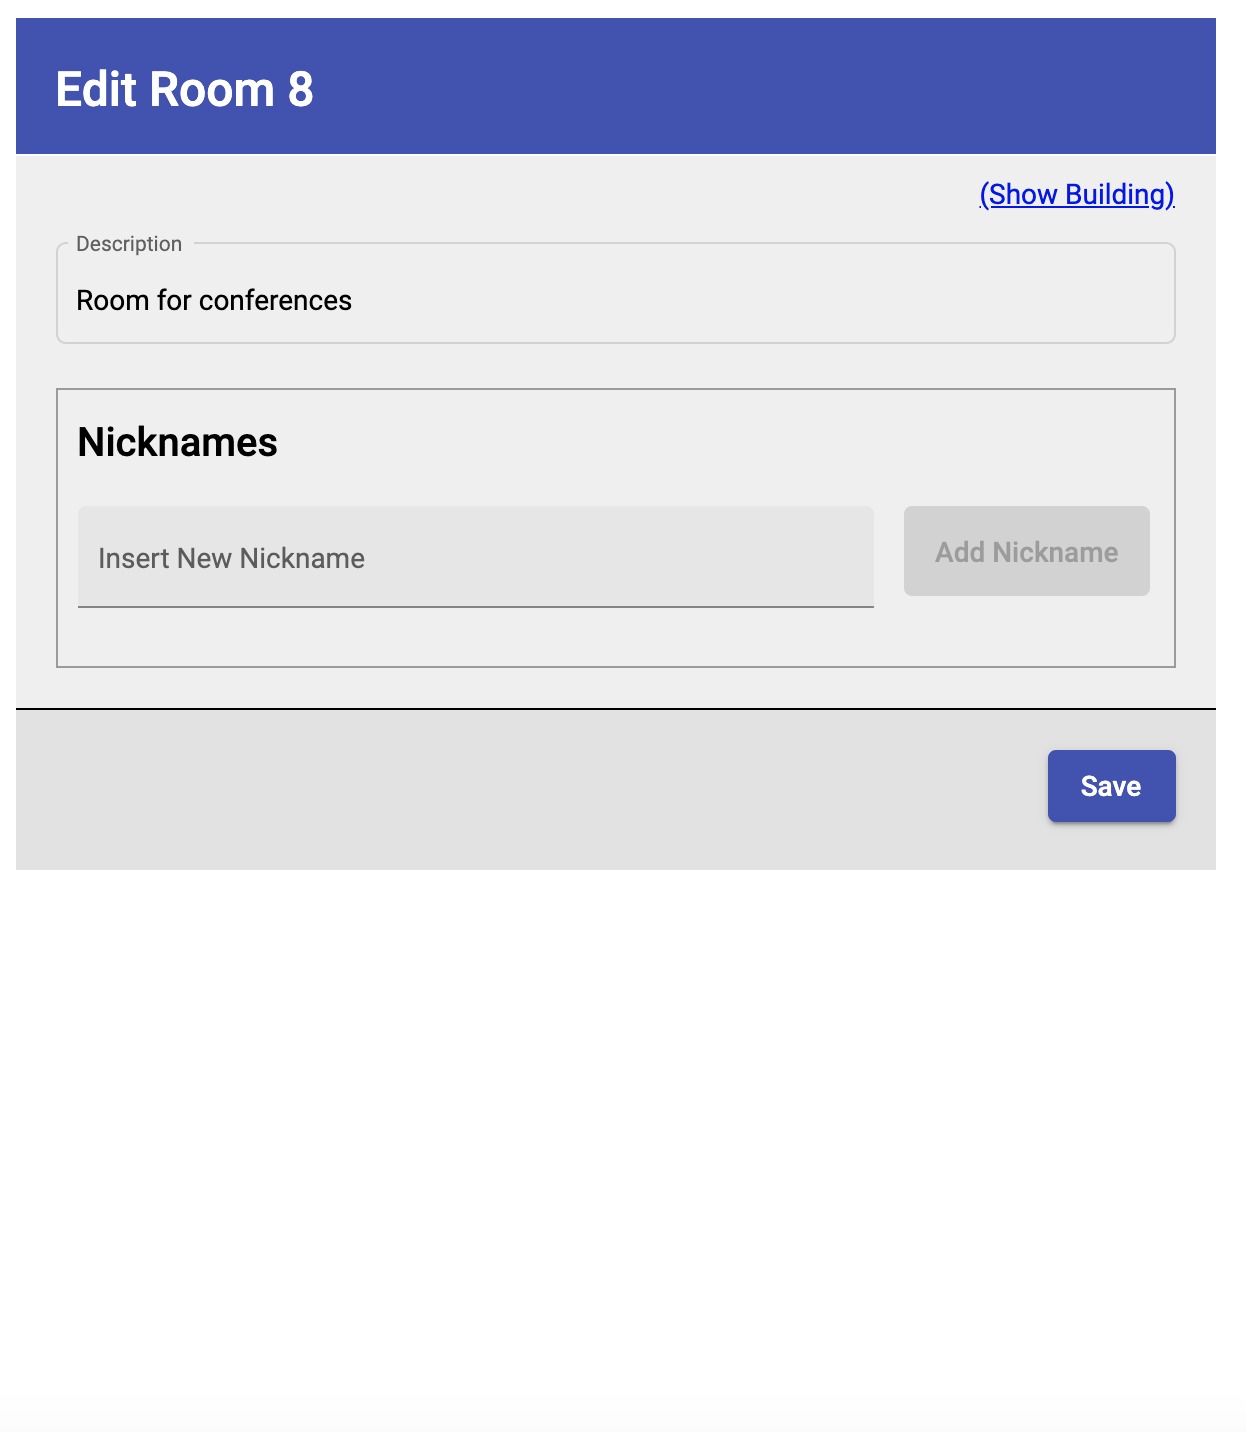 Edit Room 8
(Show Building)
Description
Room for conferences
Nicknames
Insert New Nickname
Add Nickname
Save